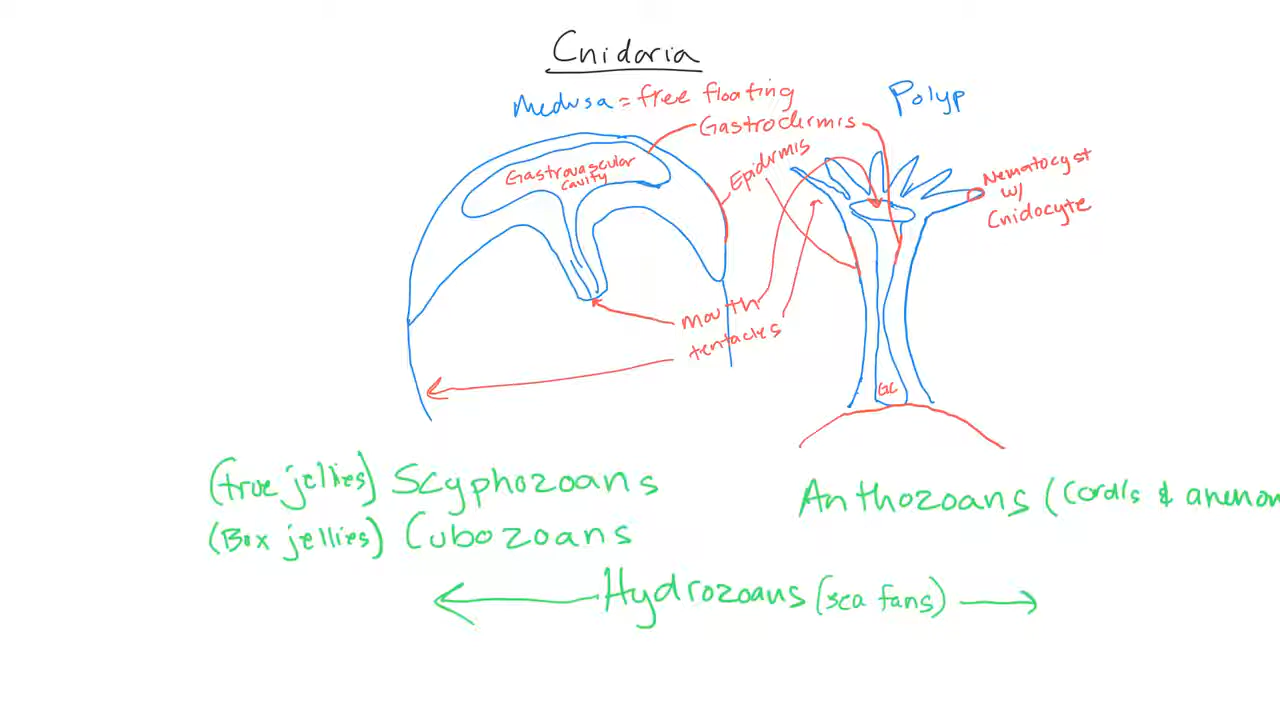 Cnidaria
Medusa = free floating
Polyp
Gastrodermis
Epidermis
Gastrovascular
cavity
Nematocyst
w/
Cnidocyte
mouth
tentacles
GC
(true jellies) Scyphozoans
Anthozoans (corals & anemon
(Box jellies) Cubozoans
Hydrozoans (sea fans)